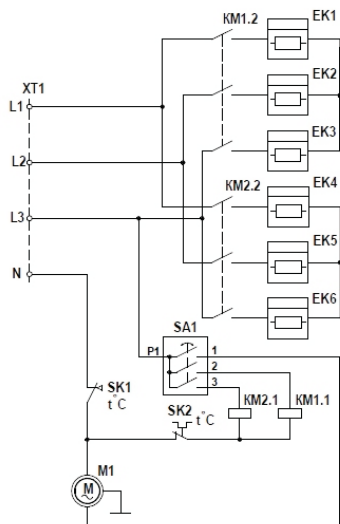 KM1.2 EK1
XT1 EK2
L1
EK3
L2
KM2.2 EK4
L3
EK5
N
EK6
SA1
P1 1
2
3
SK1
t°C
SK2
t°C
KM2.1 KM1.1
M1
M